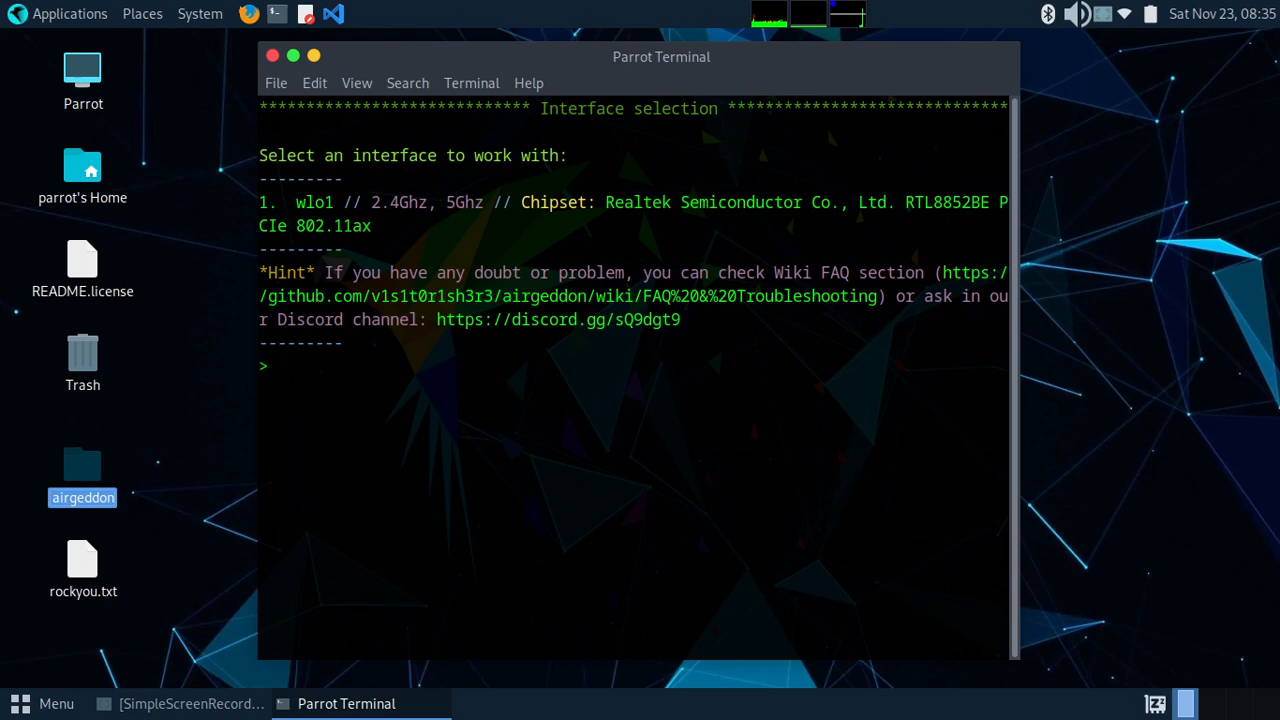 Applications Places System
Sat Nov 23, 08:35
Parrot
parrot's Home
README.license
Trash
airgeddon
rockyou.txt
Parrot Terminal
File Edit View Search Terminal Help
***************************** Interface selection ******************************
Select an interface to work with:
---------
1.  wlo1 // 2.4Ghz, 5Ghz // Chipset: Realtek Semiconductor Co., Ltd. RTL8852BE P
CIe 802.11ax
---------
*Hint* If you have any doubt or problem, you can check Wiki FAQ section (https:/
/github.com/v1s1t0r1sh3r3/airgeddon/wiki/FAQ%20&%20Troubleshooting) or ask in ou
r Discord channel: https://discord.gg/sQ9dgt9
---------
>
Menu [SimpleScreenRecord… Parrot Terminal